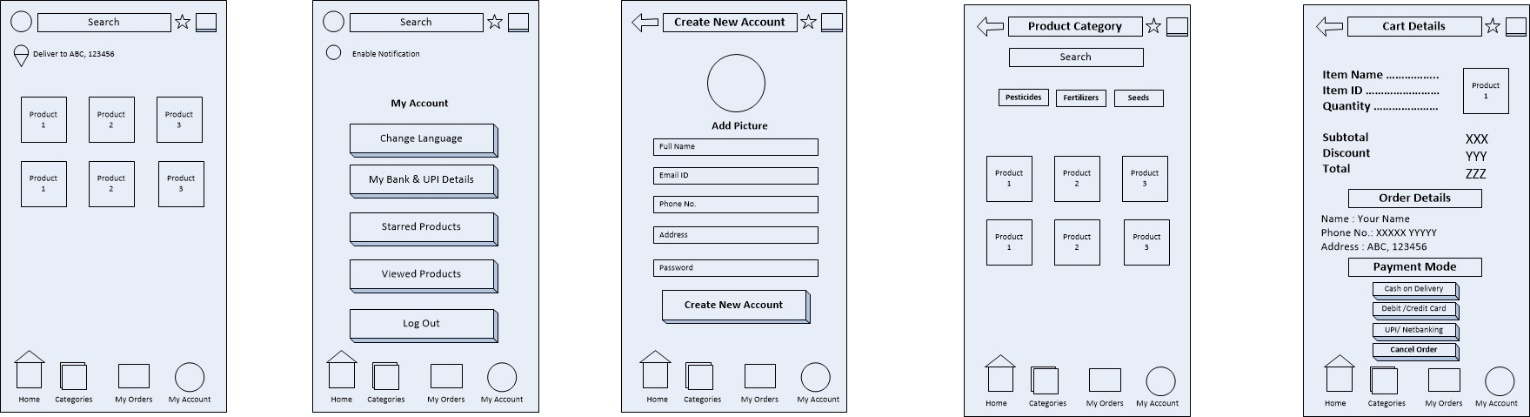 Search
Deliver to ABC, 123456
Product
1
Product
2
Product
3
Product
1
Product
2
Product
3
Home
Categories
My Orders
My Account
Search
Enable Notification
My Account
Change Language
My Bank & UPI Details
Starred Products
Viewed Products
Log Out
Home
Categories
My Orders
My Account
Create New Account
Add Picture
Full Name
Email ID
Phone No.
Address
Password
Create New Account
Home
Categories
My Orders
My Account
Product Category
Search
Pesticides
Fertilizers
Seeds
Product
1
Product
2
Product
3
Product
1
Product
2
Product
3
Home
Categories
My Orders
My Account
Cart Details
Item Name ................
Item ID .......................
Quantity ....................
Product
1
Subtotal XXX
Discount YYY
Total ZZZ
Order Details
Name : Your Name
Phone No.: XXXXX YYYYY
Address : ABC, 123456
Payment Mode
Cash on Delivery
Debit /Credit Card
UPI/ Netbanking
Cancel Order
Home
Categories
My Orders
My Account